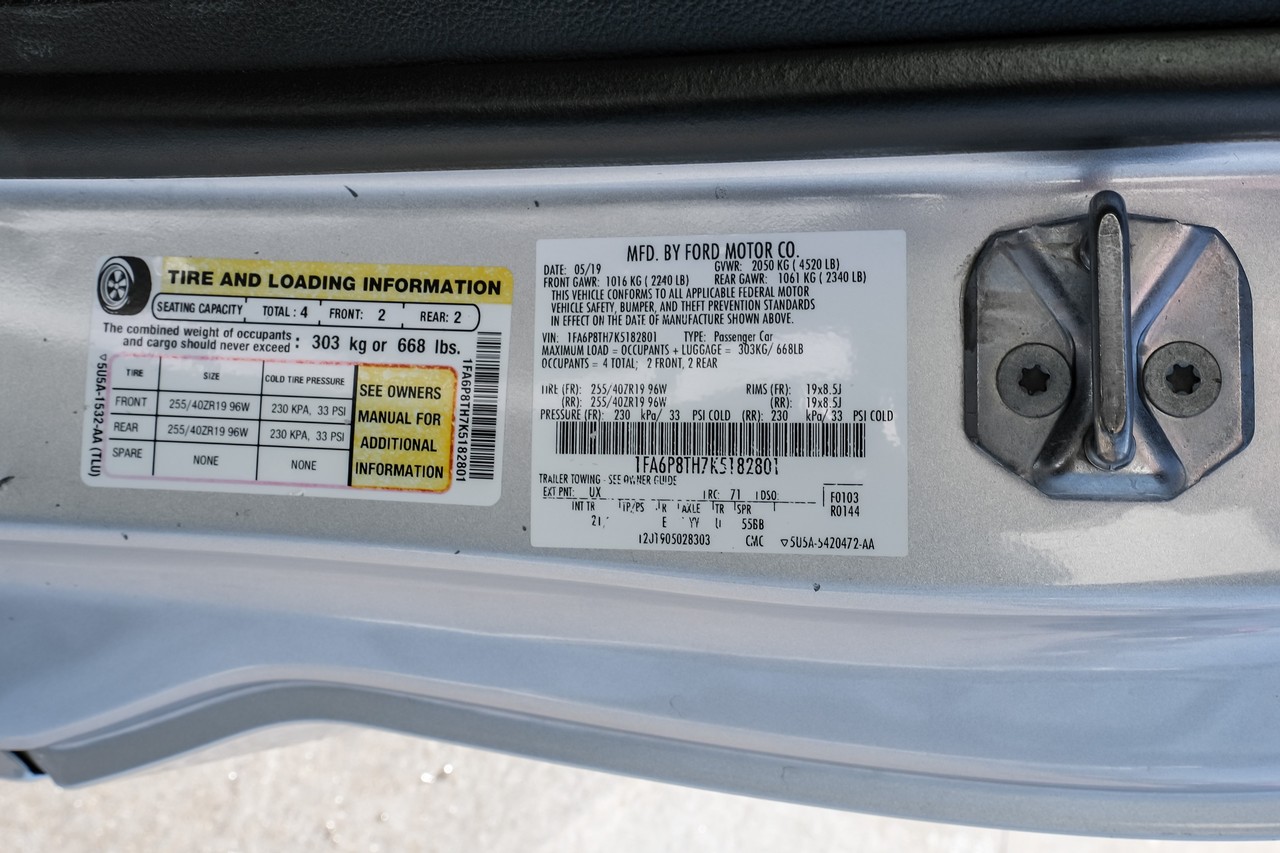 TIRE AND LOADING INFORMATION
SEATING CAPACITY TOTAL : 4 FRONT: 2 REAR: 2
The combined weight of occupants
and cargo should never exceed : 303 kg or 668 lbs.
TIRE SIZE COLD TIRE PRESSURE
FRONT 255/40ZR19 96W 230 KPA, 33 PSI
REAR 255/40ZR19 96W 230 KPA, 33 PSI
SPARE NONE NONE
SEE OWNERS
MANUAL FOR
ADDITIONAL
INFORMATION
5U5A-1532-AA (TLU)
1FA6P8TH7K5182801
MFD. BY FORD MOTOR CO.
DATE: 05/19 GVWR: 2050 KG ( 4520 LB)
FRONT GAWR: 1016 KG ( 2240 LB) REAR GAWR: 1061 KG ( 2340 LB)
THIS VEHICLE CONFORMS TO ALL APPLICABLE FEDERAL MOTOR
VEHICLE SAFETY, BUMPER, AND THEFT PREVENTION STANDARDS
IN EFFECT ON THE DATE OF MANUFACTURE SHOWN ABOVE.
VIN: 1FA6P8TH7K5182801 TYPE: Passenger Car
MAXIMUM LOAD = OCCUPANTS + LUGGAGE = 303KG/ 668LB
OCCUPANTS = 4 TOTAL; 2 FRONT, 2 REAR
TIRE (FR): 255/40ZR19 96W RIMS (FR): 19x8.5J
(RR): 255/40ZR19 96W (RR): 19x8.5J
PRESSURE (FR): 230 kPa/ 33 PSI COLD (RR): 230 kPa/ 33 PSI COLD
1FA6P8TH7K5182801
TRAILER TOWING - SEE OWNER GUIDE
EXT PNT: UX RC: 71 DSO: F0103
R0144
INT TR TP/PS R AXLE TR SPR
E 55BB
12J1905028303 CMC 5U5A-5420472-AA